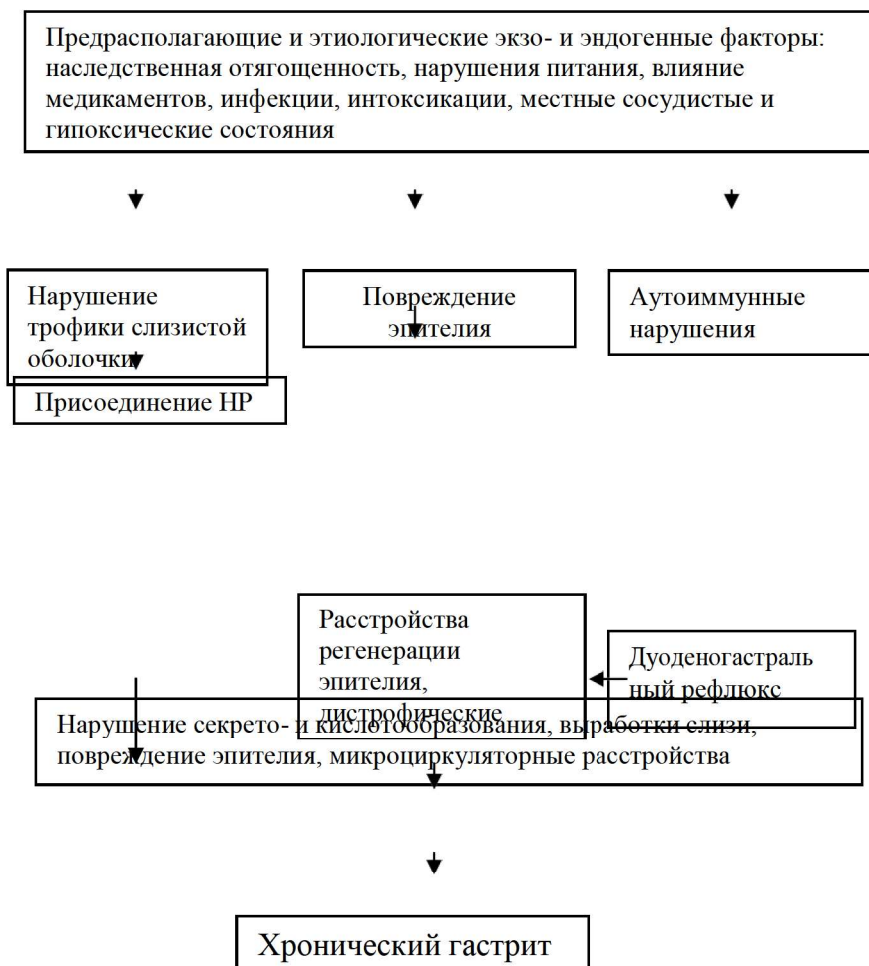 Предрасполагающие и этиологические экзо- и эндогенные факторы:
наследственная отягощенность, нарушения питания, влияние
медикаментов, инфекции, интоксикации, местные сосудистые и
гипоксические состояния
Нарушение
трофики слизистой
оболочки
Повреждение
эпителия
Аутоиммунные
нарушения
Присоединение НР
Расстройства
регенерации
эпителия,
дистрофические
Дуоденогастраль
ный рефлюкс
Нарушение секрето- и кислотообразования, выработки слизи,
повреждение эпителия, микроциркуляторные расстройства
Хронический гастрит